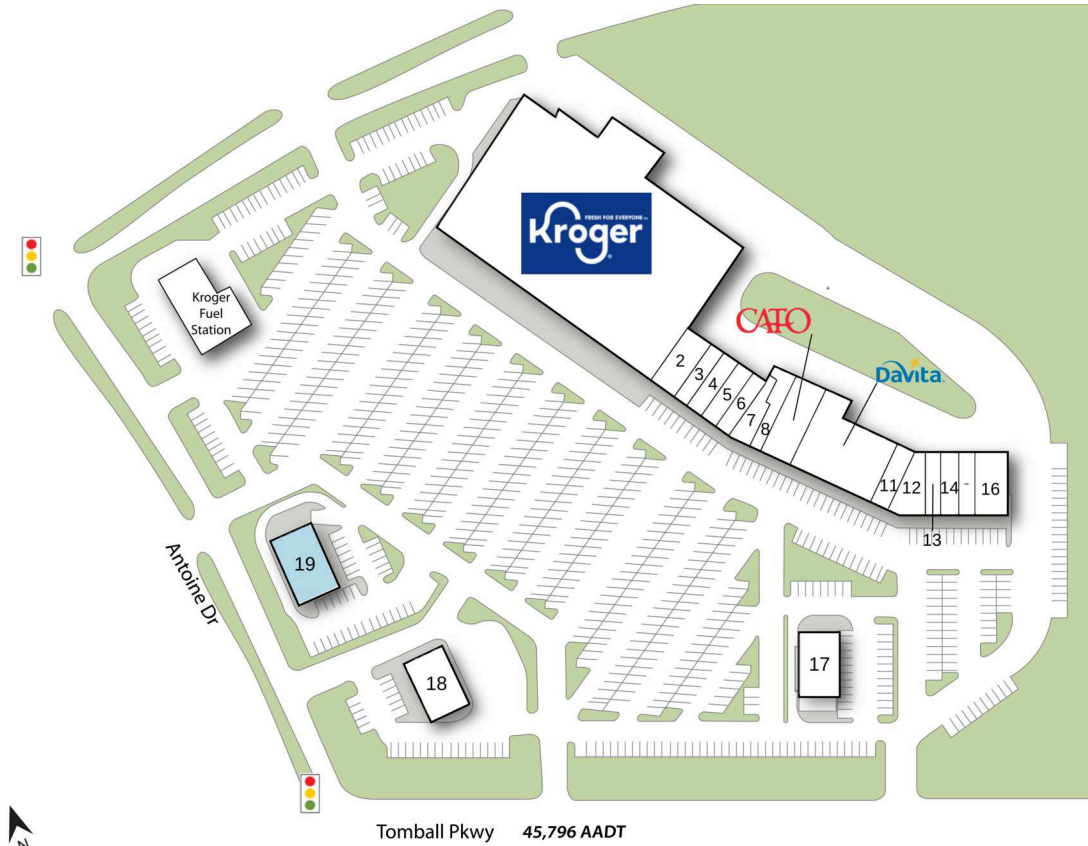 FRESH FOR EVERYONE™
Kroger
Kroger
Fuel
Station
CATO
DaVita
2
3
4
5
6
7
8
11
12
13
14
16
19
18
17
Antoine Dr
Tomball Pkwy 45,796 AADT
N